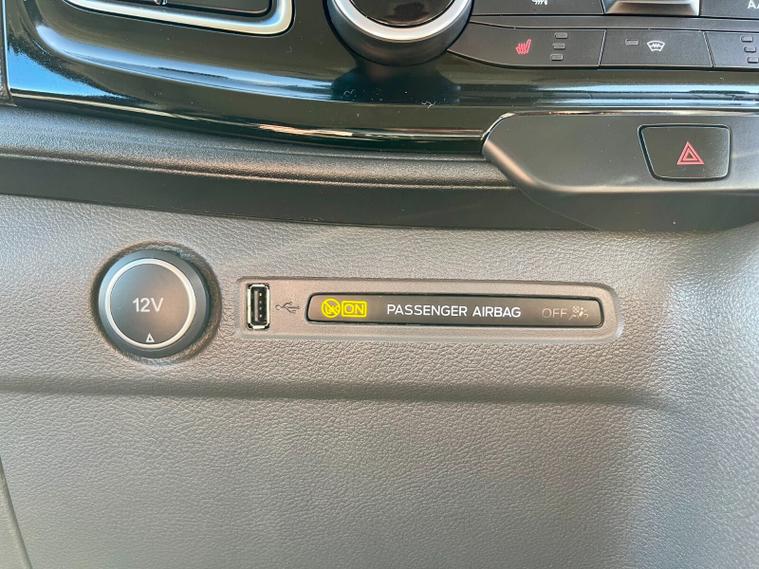 12V
ON PASSENGER AIRBAG OFF